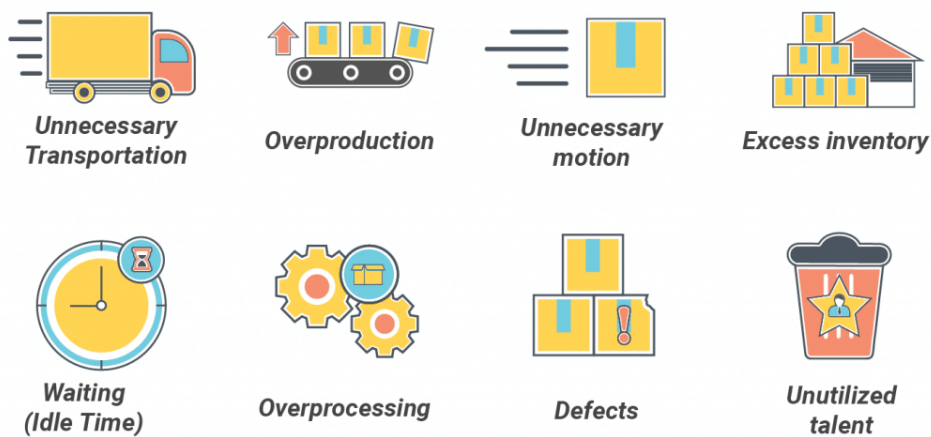 Unnecessary
Transportation
Overproduction
Unnecessary
motion
Excess inventory
Waiting
(Idle Time)
Overprocessing
Defects
Unutilized
talent